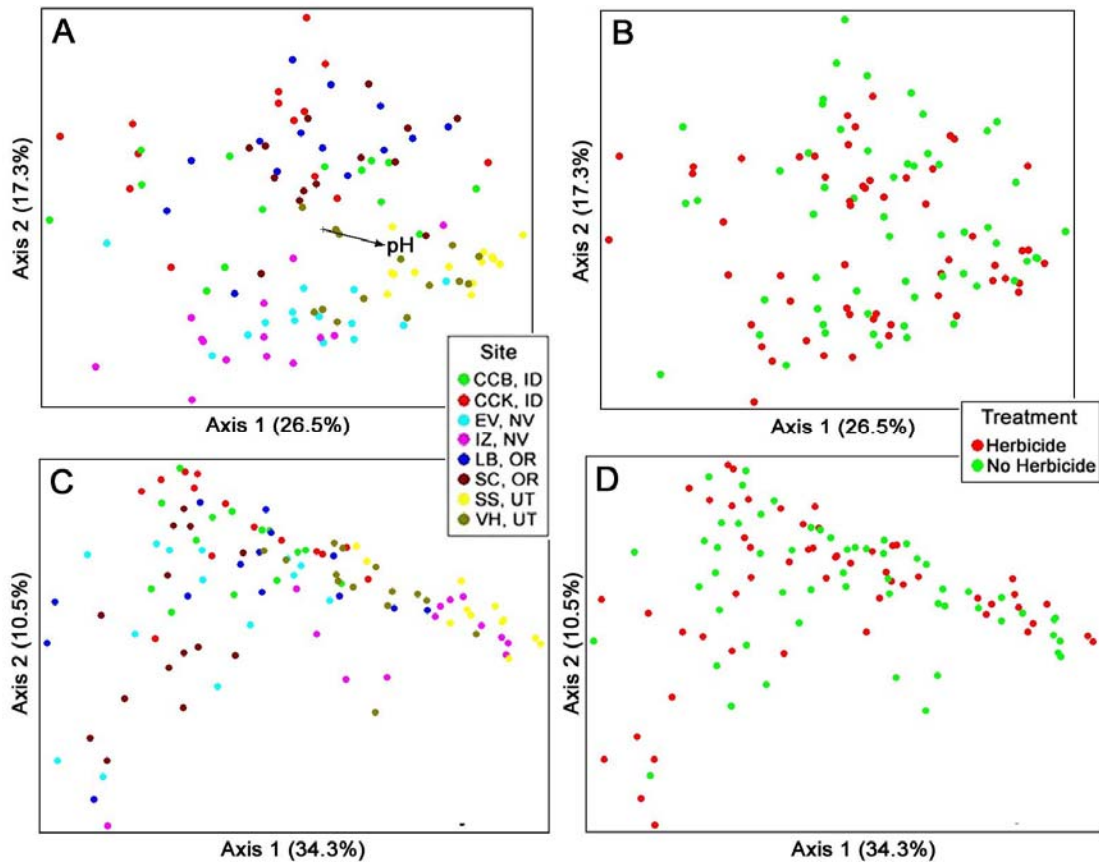 A
B
Axis 2 (17.3%)
Axis 2 (17.3%)
pH
Axis 1 (26.5%)
Axis 1 (26.5%)
Site
CCB, ID
CCK, ID
EV, NV
IZ, NV
LB, OR
SC, OR
SS, UT
VH, UT
Treatment
Herbicide
No Herbicide
C
D
Axis 2 (10.5%)
Axis 2 (10.5%)
Axis 1 (34.3%)
Axis 1 (34.3%)